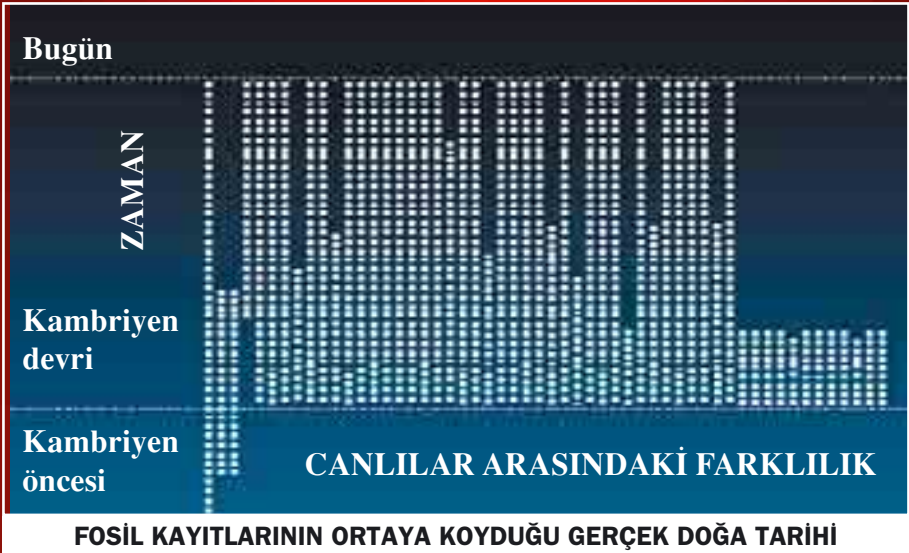 Bugün
ZAMAN
Kambriyen
devri
Kambriyen
öncesi
CANLILAR ARASINDAKİ FARKLILIK
FOSİL KAYITLARININ ORTAYA KOYDUĞU GERÇEK DOĞA TARİHİ